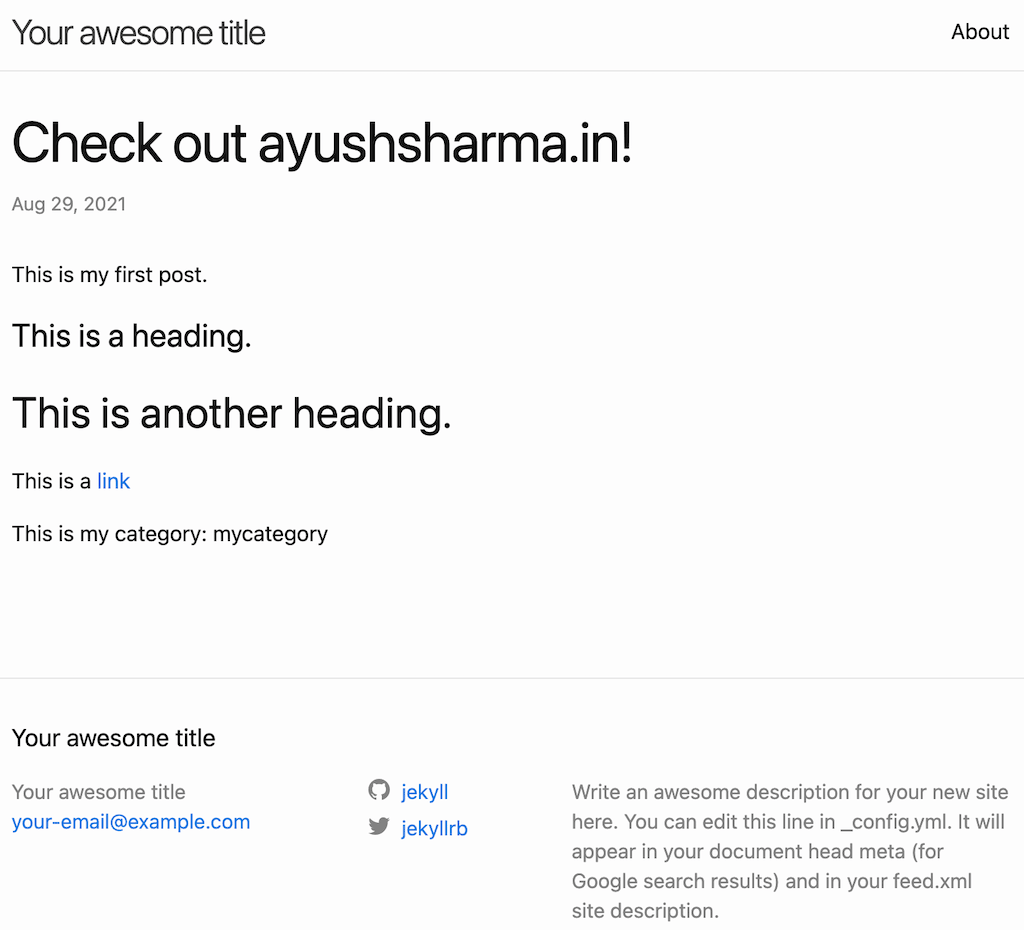 Your awesome title
About
Check out ayushsharma.in!
Aug 29, 2021
This is my first post.
This is a heading.
This is another heading.
This is a link
This is my category: mycategory
Your awesome title
Your awesome title
your-email@example.com
jekyll
jekyllrb
Write an awesome description for your new site
here. You can edit this line in _config.yml. It will
appear in your document head meta (for
Google search results) and in your feed.xml
site description.